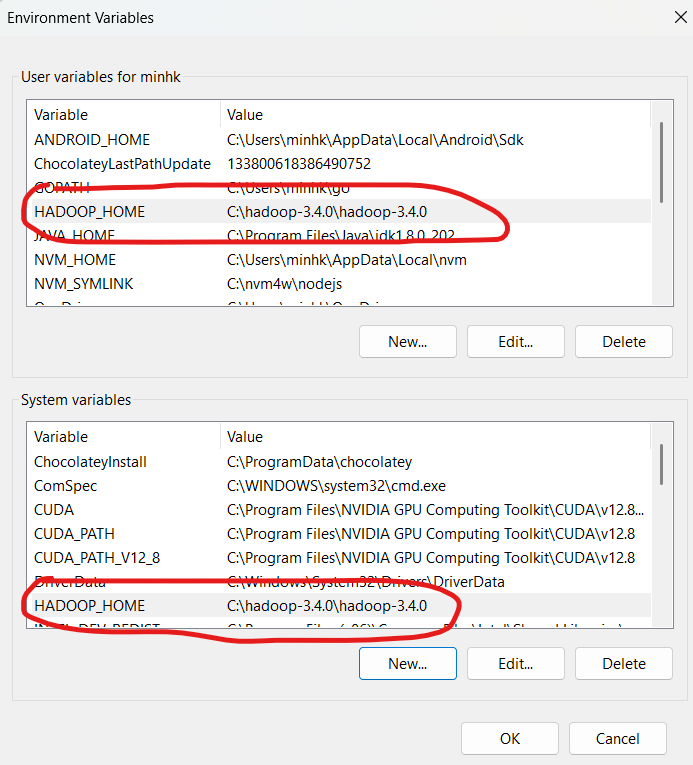 Environment Variables
User variables for minhk
Variable Value
ANDROID_HOME C:\Users\minhk\AppData\Local\Android\Sdk
ChocolateyLastPathUpdate 133800618386490752
GOPATH C:\Users\minhk\go
HADOOP_HOME C:\hadoop-3.4.0\hadoop-3.4.0
JAVA_HOME C:\Program Files\Java\jdk1.8.0_202
NVM_HOME C:\Users\minhk\AppData\Local\nvm
NVM_SYMLINK C:\nvm4w\nodejs
New... Edit... Delete
System variables
Variable Value
ChocolateyInstall C:\ProgramData\chocolatey
ComSpec C:\WINDOWS\system32\cmd.exe
CUDA C:\Program Files\NVIDIA GPU Computing Toolkit\CUDA\v12.8...
CUDA_PATH C:\Program Files\NVIDIA GPU Computing Toolkit\CUDA\v12.8
CUDA_PATH_V12_8 C:\Program Files\NVIDIA GPU Computing Toolkit\CUDA\v12.8
DriverData C:\Windows\System32\Drivers\DriverData
HADOOP_HOME C:\hadoop-3.4.0\hadoop-3.4.0
New... Edit... Delete
OK Cancel